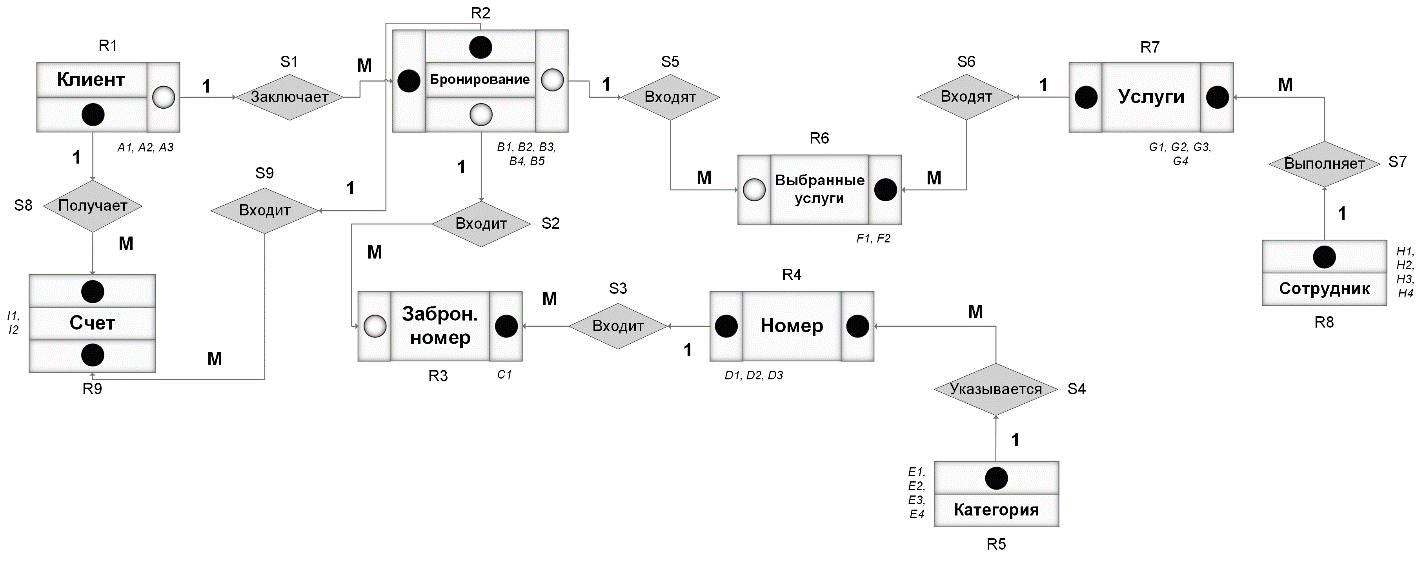 R1
Клиент
A1, A2, A3
S1
Заключает
1
M
R2
Бронирование
B1, B2, B3,
B4, B5
S5
Входят
1
M
R6
Выбранные
услуги
F1, F2
S6
Входят
1
M
R7
Услуги
G1, G2, G3,
G4
M
Выполняет
S7
1
H1,
H2,
H3,
H4
Сотрудник
R8
1
S8
Получает
M
S9
Входит
1
M
1
Входит
S2
M
I1,
I2
Счет
R9
Заброн.
номер
R3
C1
S3
Входит
M
1
R4
Номер
D1, D2, D3
M
Указывается
S4
1
E1,
E2,
E3,
E4
Категория
R5